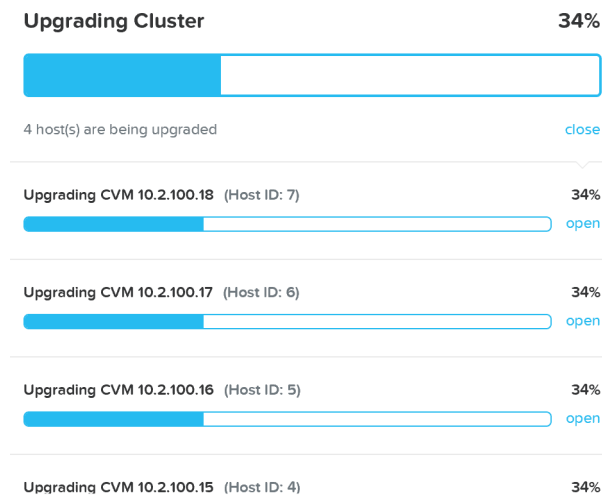 Upgrading Cluster 34%
4 host(s) are being upgraded close
Upgrading CVM 10.2.100.18 (Host ID: 7) 34%
open
Upgrading CVM 10.2.100.17 (Host ID: 6) 34%
open
Upgrading CVM 10.2.100.16 (Host ID: 5) 34%
open
Upgrading CVM 10.2.100.15 (Host ID: 4) 34%